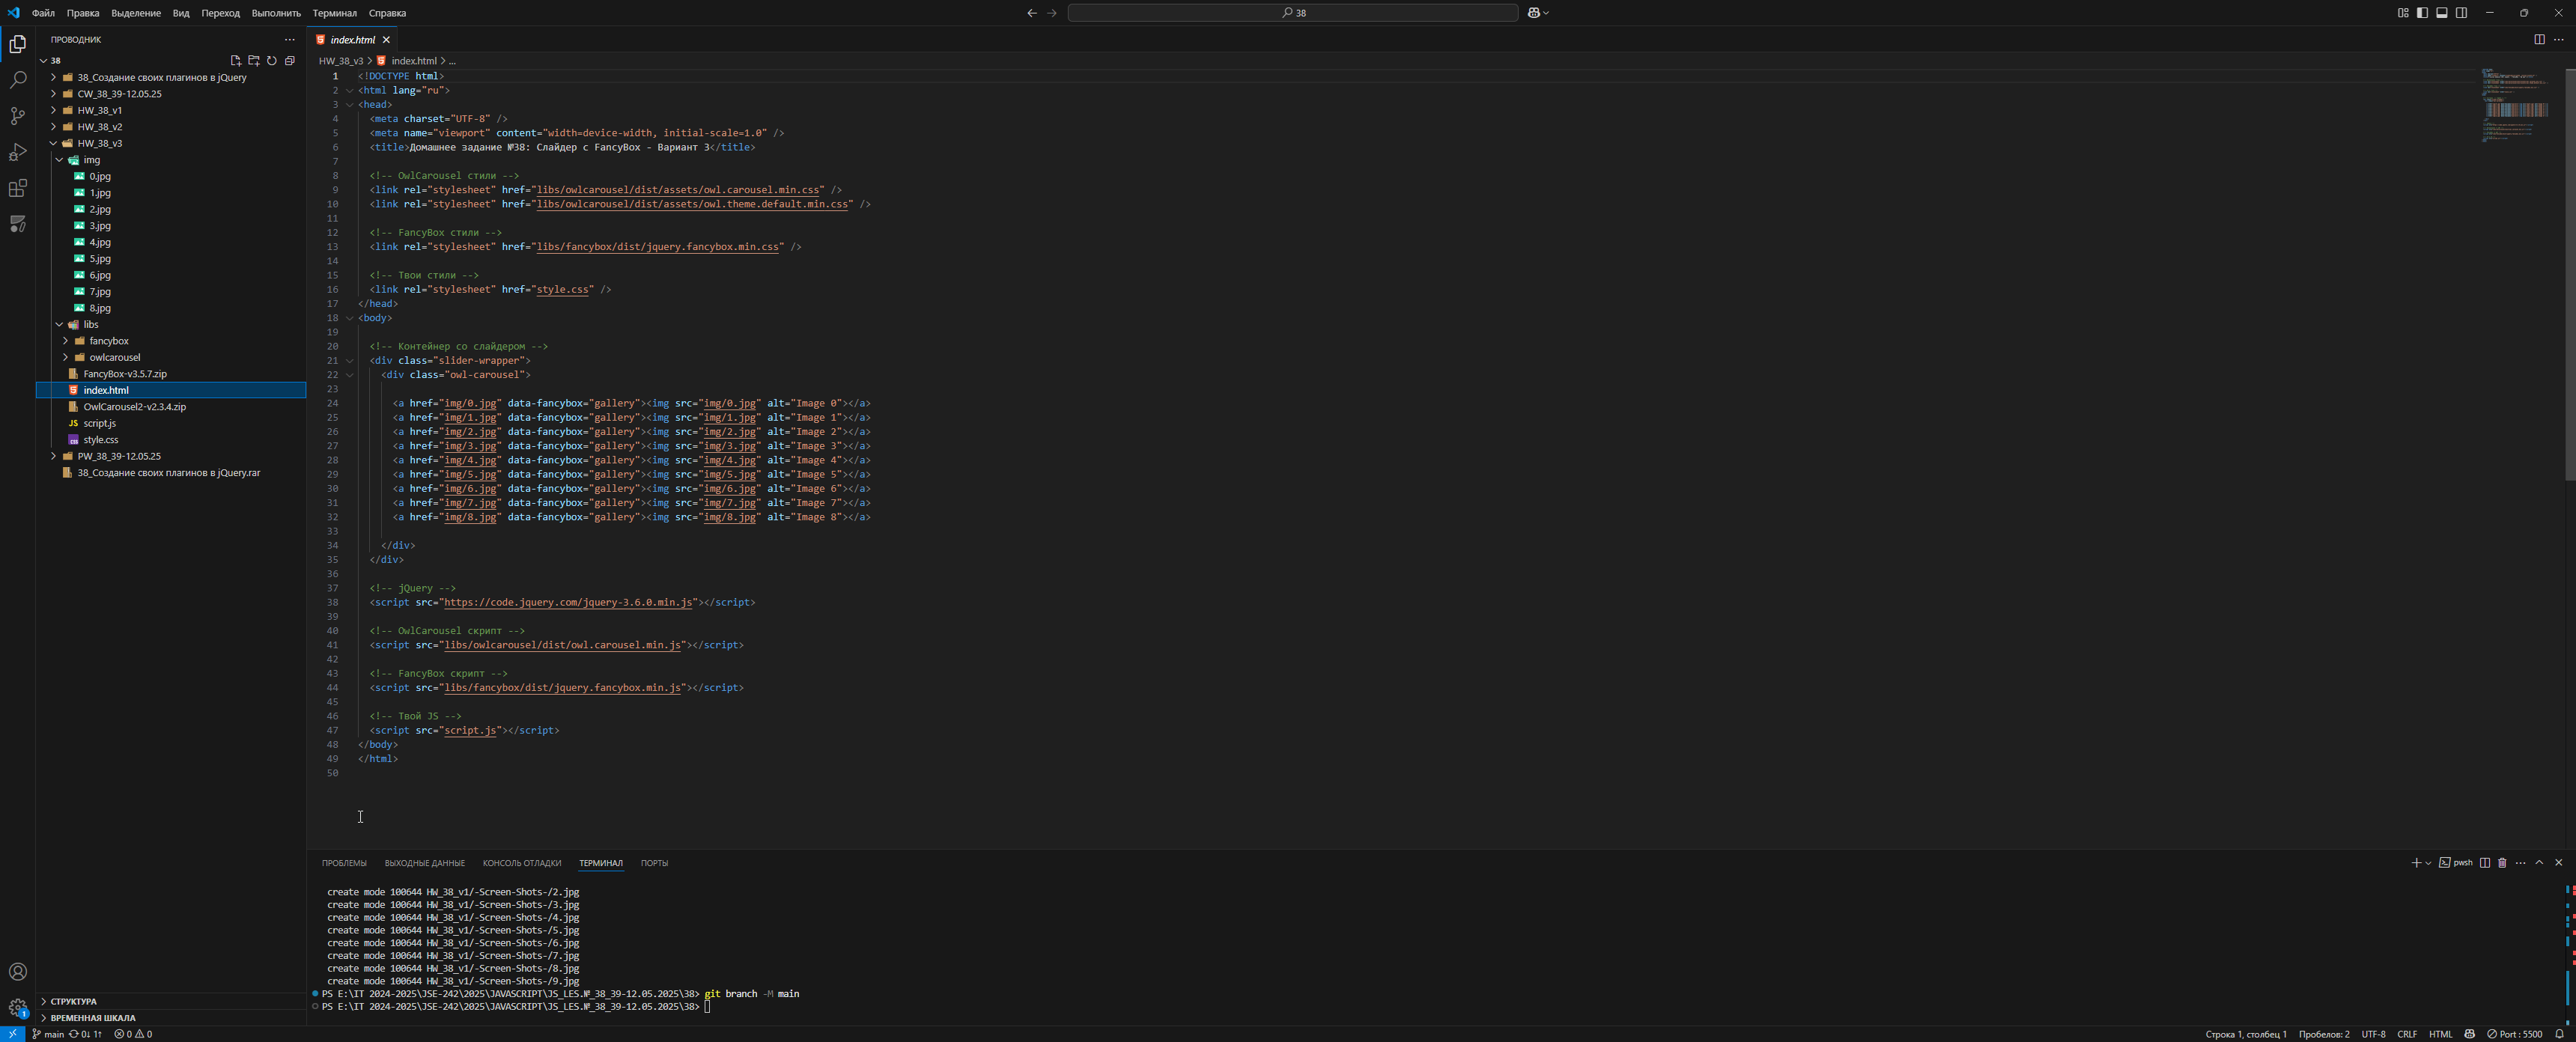 Файл Правка Выделение Вид Переход Выполнить Терминал Справка
38
ПРОВОДНИК
38
38_Создание своих плагинов в jQuery
CW_38_39-12.05.25
HW_38_v1
HW_38_v2
HW_38_v3
img
0.jpg
1.jpg
2.jpg
3.jpg
4.jpg
5.jpg
6.jpg
7.jpg
8.jpg
libs
fancybox
owlcarousel
FancyBox-v3.5.7.zip
index.html
OwlCarousel2-v2.3.4.zip
JS script.js
style.css
PW_38_39-12.05.25
38_Создание своих плагинов в jQuery.rar
СТРУКТУРА
ВРЕМЕННАЯ ШКАЛА
index.html
HW_38_v3 > index.html > ...
1 <!DOCTYPE html>
2 <html lang="ru">
3 <head>
4 <meta charset="UTF-8" />
5 <meta name="viewport" content="width=device-width, initial-scale=1.0" />
6 <title>Домашнее задание №38: Слайдер с FancyBox - Вариант 3</title>
7
8 <!-- OwlCarousel стили -->
9 <link rel="stylesheet" href="libs/owlcarousel/dist/assets/owl.carousel.min.css" />
10 <link rel="stylesheet" href="libs/owlcarousel/dist/assets/owl.theme.default.min.css" />
11
12 <!-- FancyBox стили -->
13 <link rel="stylesheet" href="libs/fancybox/dist/jquery.fancybox.min.css" />
14
15 <!-- Твои стили -->
16 <link rel="stylesheet" href="style.css" />
17 </head>
18 <body>
19
20 <!-- Контейнер со слайдером -->
21 <div class="slider-wrapper">
22 <div class="owl-carousel">
23
24 <a href="img/0.jpg" data-fancybox="gallery"><img src="img/0.jpg" alt="Image 0"></a>
25 <a href="img/1.jpg" data-fancybox="gallery"><img src="img/1.jpg" alt="Image 1"></a>
26 <a href="img/2.jpg" data-fancybox="gallery"><img src="img/2.jpg" alt="Image 2"></a>
27 <a href="img/3.jpg" data-fancybox="gallery"><img src="img/3.jpg" alt="Image 3"></a>
28 <a href="img/4.jpg" data-fancybox="gallery"><img src="img/4.jpg" alt="Image 4"></a>
29 <a href="img/5.jpg" data-fancybox="gallery"><img src="img/5.jpg" alt="Image 5"></a>
30 <a href="img/6.jpg" data-fancybox="gallery"><img src="img/6.jpg" alt="Image 6"></a>
31 <a href="img/7.jpg" data-fancybox="gallery"><img src="img/7.jpg" alt="Image 7"></a>
32 <a href="img/8.jpg" data-fancybox="gallery"><img src="img/8.jpg" alt="Image 8"></a>
33
34 </div>
35 </div>
36
37 <!-- jQuery -->
38 <script src="https://code.jquery.com/jquery-3.6.0.min.js"></script>
39
40 <!-- OwlCarousel скрипт -->
41 <script src="libs/owlcarousel/dist/owl.carousel.min.js"></script>
42
43 <!-- FancyBox скрипт -->
44 <script src="libs/fancybox/dist/jquery.fancybox.min.js"></script>
45
46 <!-- Твой JS -->
47 <script src="script.js"></script>
48 </body>
49 </html>
50
ПРОБЛЕМЫ ВЫХОДНЫЕ ДАННЫЕ КОНСОЛЬ ОТЛАДКИ ТЕРМИНАЛ ПОРТЫ
pwsh
create mode 100644 HW_38_v1/-Screen-Shots-/2.jpg
create mode 100644 HW_38_v1/-Screen-Shots-/3.jpg
create mode 100644 HW_38_v1/-Screen-Shots-/4.jpg
create mode 100644 HW_38_v1/-Screen-Shots-/5.jpg
create mode 100644 HW_38_v1/-Screen-Shots-/6.jpg
create mode 100644 HW_38_v1/-Screen-Shots-/7.jpg
create mode 100644 HW_38_v1/-Screen-Shots-/8.jpg
create mode 100644 HW_38_v1/-Screen-Shots-/9.jpg
PS E:\IT 2024-2025\JSE-242\2025\JAVASCRIPT\JS_LES.№_38_39-12.05.2025\38> git branch -M main
PS E:\IT 2024-2025\JSE-242\2025\JAVASCRIPT\JS_LES.№_38_39-12.05.2025\38>
1
main 0↓ 1↑ 0 0 Строка 1, столбец 1 Пробелов: 2 UTF-8 CRLF HTML Port : 5500